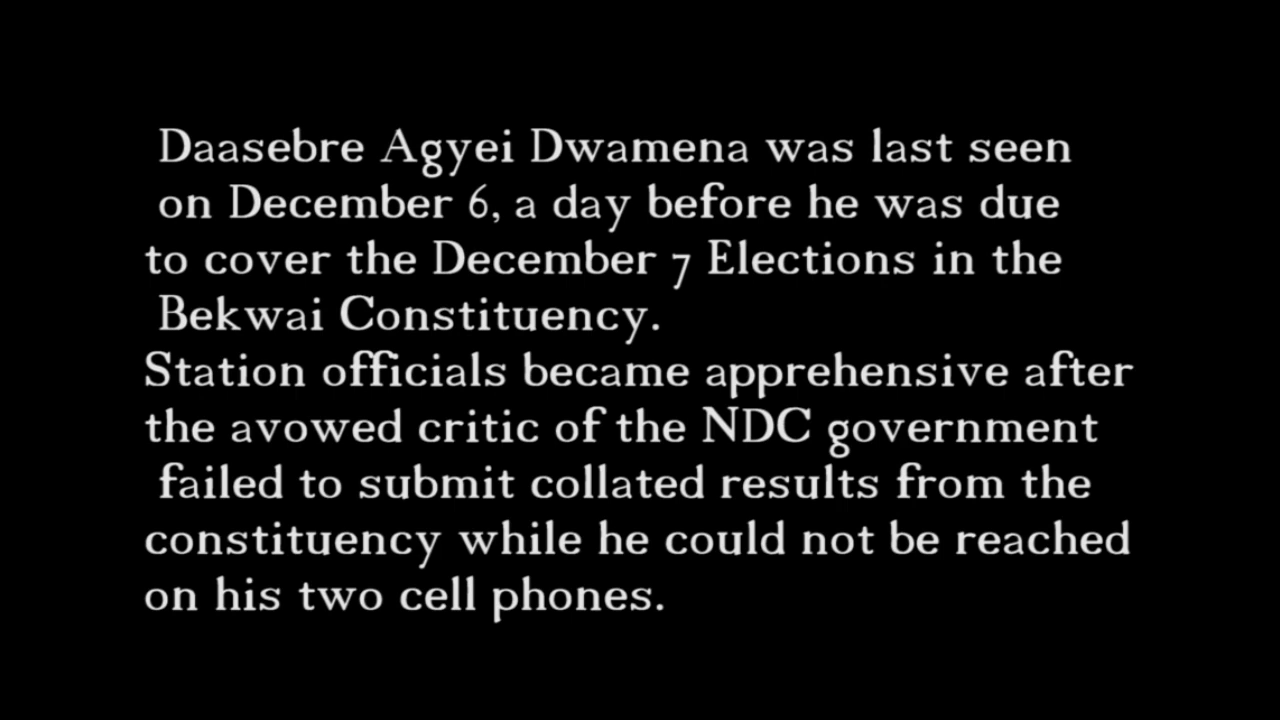 Daasebre Agyei Dwamena was last seen
on December 6, a day before he was due
to cover the December 7 Elections in the
Bekwai Constituency.
Station officials became apprehensive after
the avowed critic of the NDC government
failed to submit collated results from the
constituency while he could not be reached
on his two cell phones.